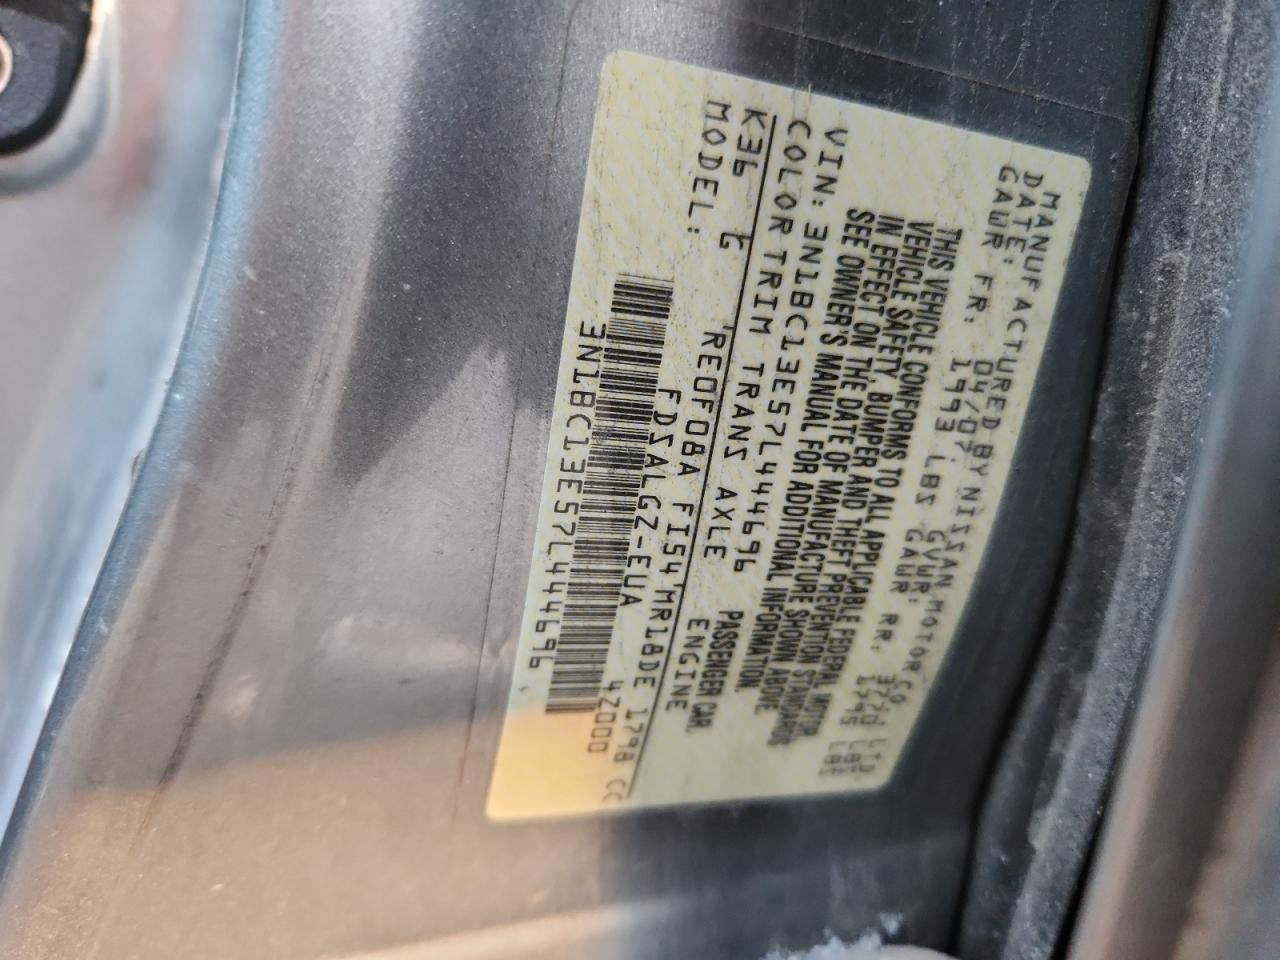 MANUFACTURED BY NISSAN MOTOR CO., LTD.
DATE: 04/07 GVWR: 3770 LBS
GAWR FR: 1993 LBS GAWR RR: 1795 LBS
THIS VEHICLE CONFORMS TO ALL APPLICABLE FEDERAL MOTOR
VEHICLE SAFETY, BUMPER AND THEFT PREVENTION STANDARDS
IN EFFECT ON THE DATE OF MANUFACTURE SHOWN ABOVE.
SEE OWNER'S MANUAL FOR ADDITIONAL INFORMATION.
VIN: 3N1BC13E57L444696 PASSENGER CAR
COLOR TRIM TRANS AXLE ENGINE
K36 G RE0F08A FI54 MR18DE 1798 CC
MODEL: FDSALGZ-EUA 4Z000
3N1BC13E57L444696